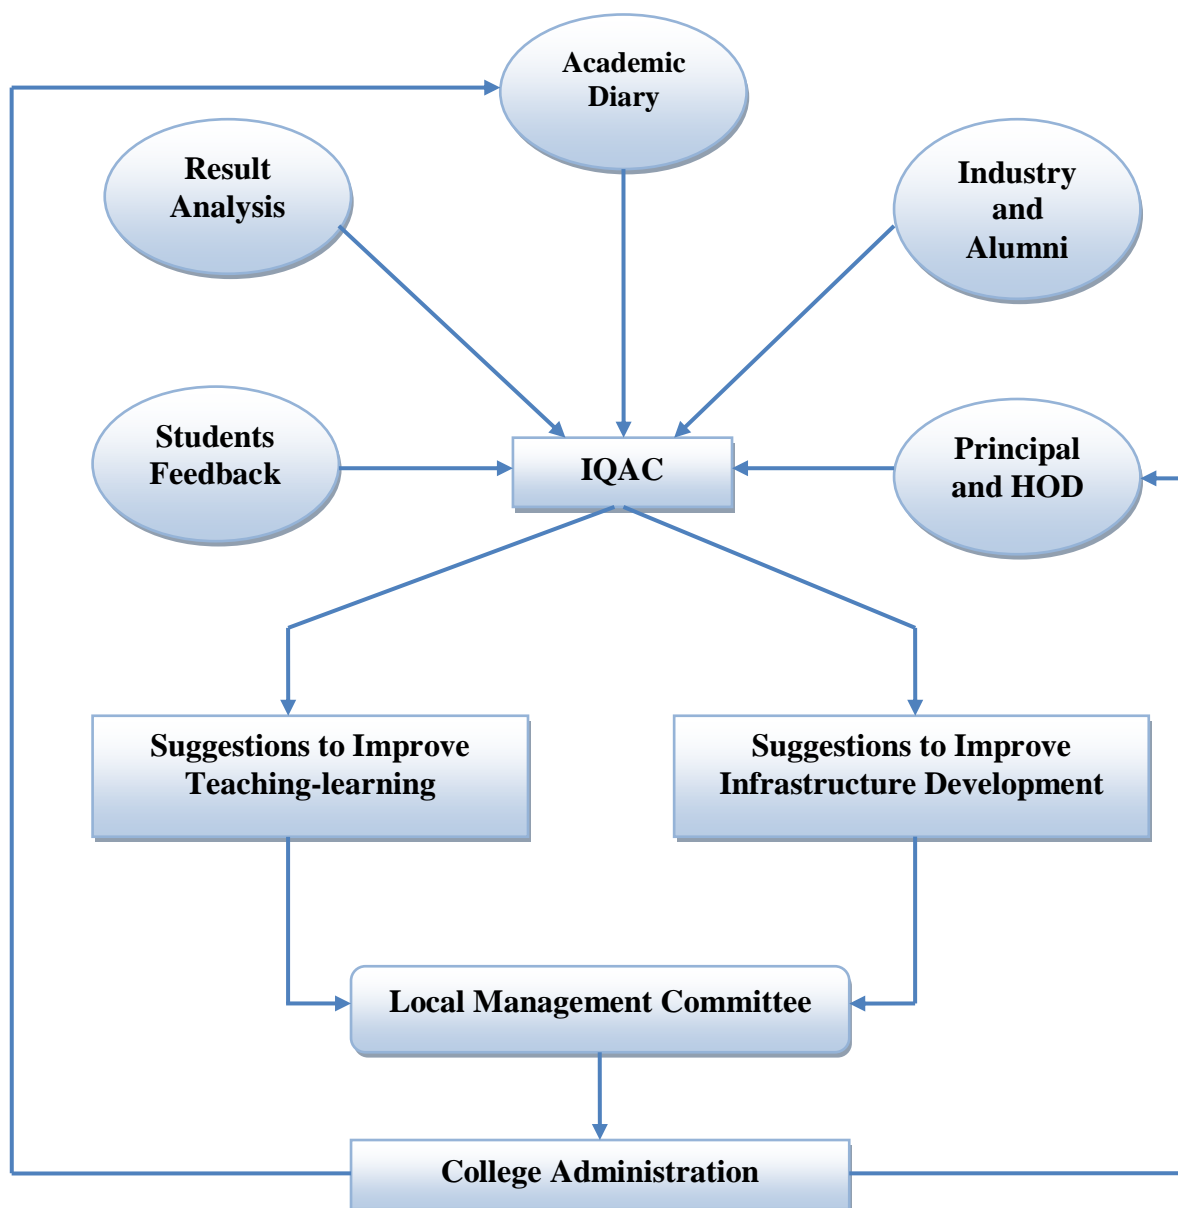 Academic
Diary
Result
Analysis
Industry
and
Alumni
Students
Feedback
IQAC
Principal
and HOD
Suggestions to Improve
Teaching-learning
Suggestions to Improve
Infrastructure Development
Local Management Committee
College Administration